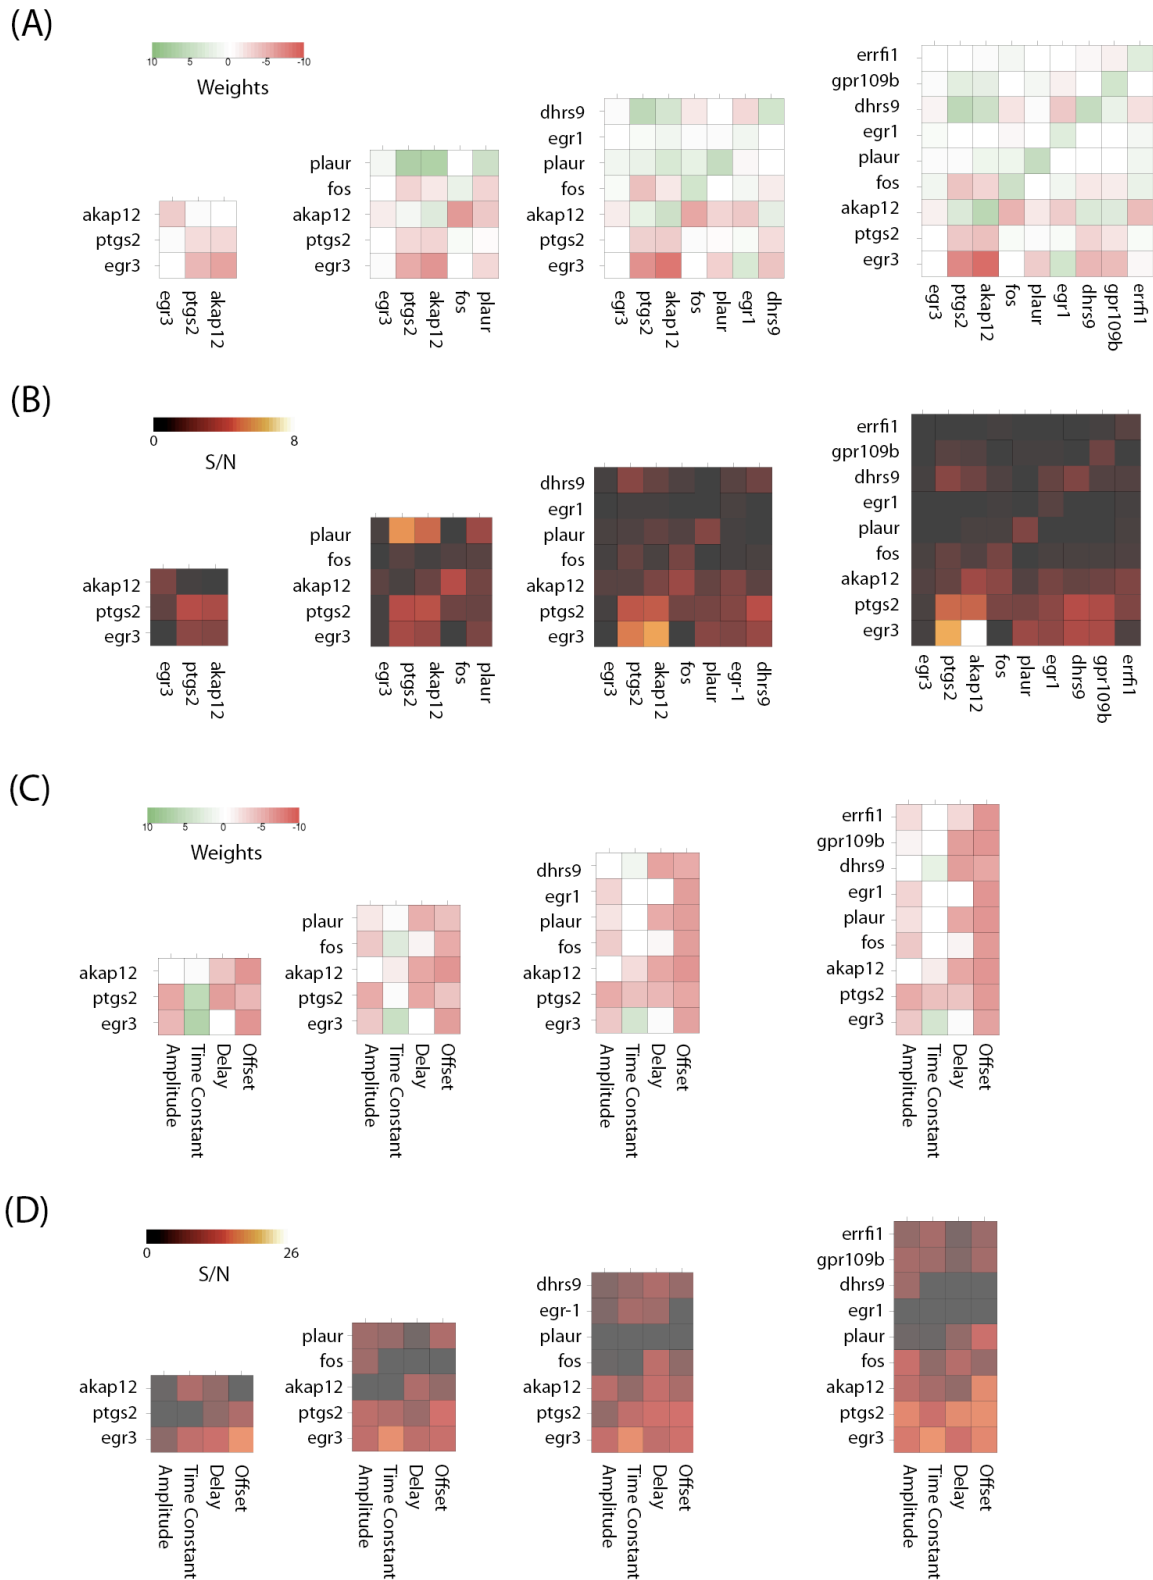 (A)
10 5 0 -5 -10
Weights
akap12
ptgs2
egr3
egr3 ptgs2 akap12
plaur
fos
akap12
ptgs2
egr3
egr3 ptgs2 akap12 fos plaur
dhrs9
egr1
plaur
fos
akap12
ptgs2
egr3
egr3 ptgs2 akap12 fos plaur egr1 dhrs9
errfi1
gpr109b
dhrs9
egr1
plaur
fos
akap12
ptgs2
egr3
egr3 ptgs2 akap12 fos plaur egr1 dhrs9 gpr109b errfi1
(B)
0 8
S/N
akap12
ptgs2
egr3
egr3 ptgs2 akap12
plaur
fos
akap12
ptgs2
egr3
egr3 ptgs2 akap12 fos plaur
dhrs9
egr1
plaur
fos
akap12
ptgs2
egr3
egr3 ptgs2 akap12 fos plaur egr-1 dhrs9
errfi1
gpr109b
dhrs9
egr1
plaur
fos
akap12
ptgs2
egr3
egr3 ptgs2 akap12 fos plaur egr1 dhrs9 gpr109b errfi1
(C)
10 5 0 -5 -10
Weights
akap12
ptgs2
egr3
Amplitude Time Constant Delay Offset
plaur
fos
akap12
ptgs2
egr3
Amplitude Time Constant Delay Offset
dhrs9
egr1
plaur
fos
akap12
ptgs2
egr3
Amplitude Time Constant Delay Offset
errfi1
gpr109b
dhrs9
egr1
plaur
fos
akap12
ptgs2
egr3
Amplitude Time Constant Delay Offset
(D)
0 26
S/N
akap12
ptgs2
egr3
Amplitude Time Constant Delay Offset
plaur
fos
akap12
ptgs2
egr3
Amplitude Time Constant Delay Offset
dhrs9
egr-1
plaur
fos
akap12
ptgs2
egr3
Amplitude Time Constant Delay Offset
errfi1
gpr109b
dhrs9
egr1
plaur
fos
akap12
ptgs2
egr3
Amplitude Time Constant Delay Offset